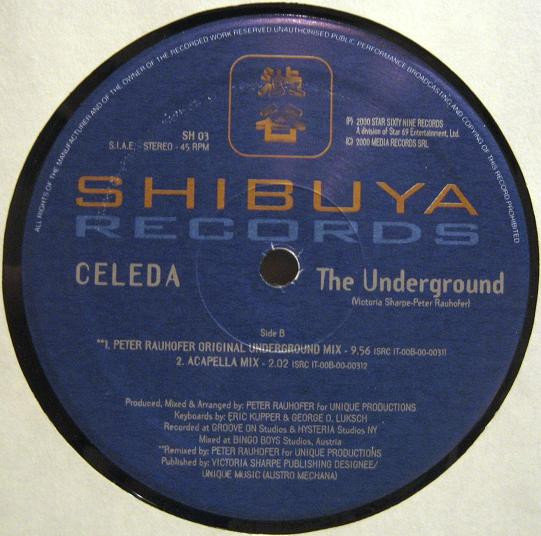 ALL RIGHTS OF THE MANUFACTURER AND OF THE OWNER OF THE RECORDED WORK RESERVED UNAUTHORISED PUBLIC PERFORMANCE BROADCASTING AND COPYING OF THIS RECORD PROHIBITED
渋谷
SH 03
S.I.A.E. - STEREO - 45 RPM
(P) 2000 STAR SIXTY NINE RECORDS
A division of Star 69 Entertainment, Ltd.
(C) 2000 MEDIA RECORDS SRL
SHIBUYA
RECORDS
CELEDA
The Underground
(Victoria Sharpe-Peter Rauhofer)
Side B
**1. PETER RAUHOFER ORIGINAL UNDERGROUND MIX - 9.56 ISRC IT-00B-00-00311
2. ACAPELLA MIX - 2.02 ISRC IT-00B-00-00312
Produced, Mixed & Arranged by: PETER RAUHOFER for UNIQUE PRODUCTIONS
Keyboards by: ERIC KUPPER & GEORGE O. LUKSCH
Recorded at GROOVE ON Studios & HYSTERIA Studios NY
Mixed at BINGO BOYS Studios, Austria
**Remixed by: PETER RAUHOFER for UNIQUE PRODUCTIONS
Published by: VICTORIA SHARPE PUBLISHING DESIGNEE/
UNIQUE MUSIC (AUSTRO MECHANA)